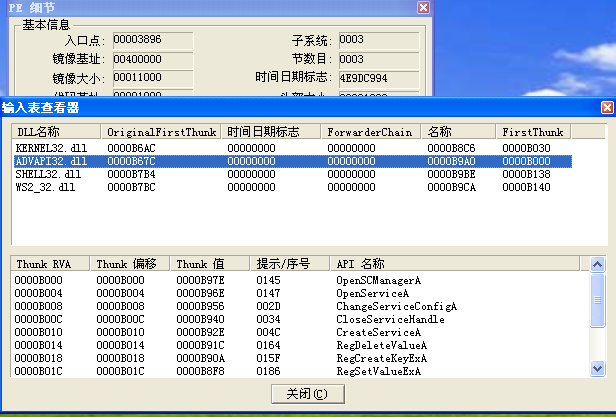 PE 细节
基本信息
入口点: 00003896 子系统: 0003
镜像基址: 00400000 节数目: 0003
镜像大小: 00011000 时间日期标志: 4E9DC994
输入表查看器
DLL名称 OriginalFirstThunk 时间日期标志 ForwarderChain 名称 FirstThunk
KERNEL32.dll 0000B6AC 00000000 00000000 0000B8C6 0000B030
ADVAPI32.dll 0000B67C 00000000 00000000 0000B9A0 0000B000
SHELL32.dll 0000B7B4 00000000 00000000 0000B9BE 0000B138
WS2_32.dll 0000B7BC 00000000 00000000 0000B9CA 0000B140
Thunk RVA Thunk 偏移 Thunk 值 提示/序号 API 名称
0000B000 0000B000 0000B97E 0145 OpenSCManagerA
0000B004 0000B004 0000B96E 0147 OpenServiceA
0000B008 0000B008 0000B956 002D ChangeServiceConfigA
0000B00C 0000B00C 0000B940 0034 CloseServiceHandle
0000B010 0000B010 0000B92E 004C CreateServiceA
0000B014 0000B014 0000B91C 0164 RegDeleteValueA
0000B018 0000B018 0000B90A 015F RegCreateKeyExA
0000B01C 0000B01C 0000B8F8 0186 RegSetValueExA
关闭(C)